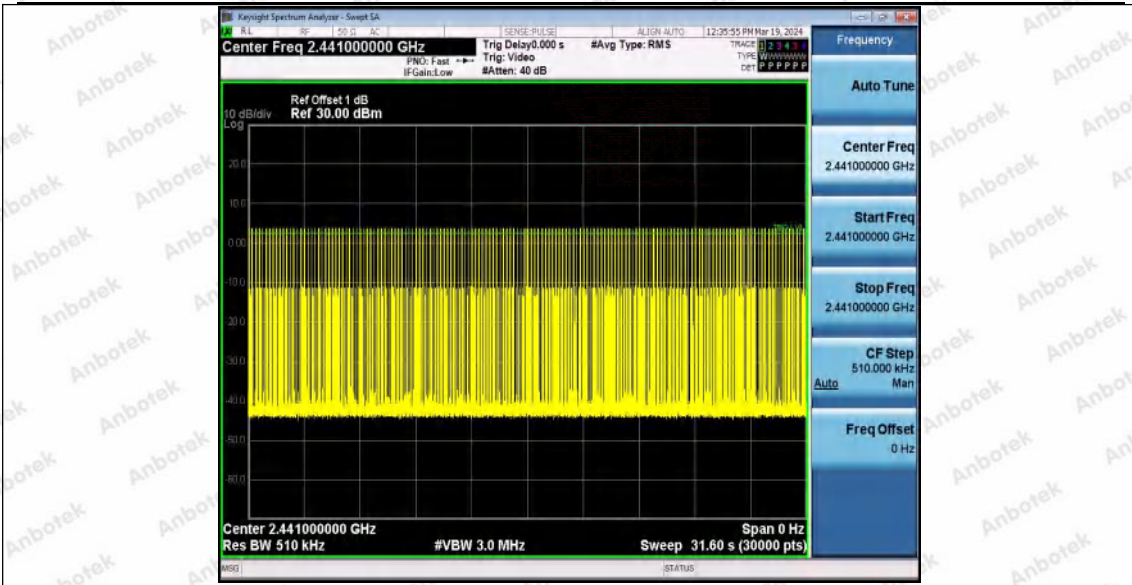 Keysight Spectrum Analyzer - Swept SA
RL RF 50 Ω AC SENSE:PULSE ALIGN AUTO 12:35:55 PM Mar 19, 2024
Center Freq 2.441000000 GHz
PNO: Fast
IFGain:Low
Trig Delay0.000 s
Trig: Video
#Atten: 40 dB
#Avg Type: RMS
TRACE 1 2 3 4 5 6
TYPE WWWWWW
DET P P P P P P
Ref Offset 1 dB
10 dB/div Ref 30.00 dBm
Log
20.0
10.0
0.00
-10.0
-20.0
-30.0
-40.0
-50.0
-60.0
Center 2.441000000 GHz Span 0 Hz
Res BW 510 kHz #VBW 3.0 MHz Sweep 31.60 s (30000 pts)
MSG STATUS
Frequency
Auto Tune
Center Freq
2.441000000 GHz
Start Freq
2.441000000 GHz
Stop Freq
2.441000000 GHz
CF Step
510.000 kHz
Auto Man
Freq Offset
0 Hz
Anbotek